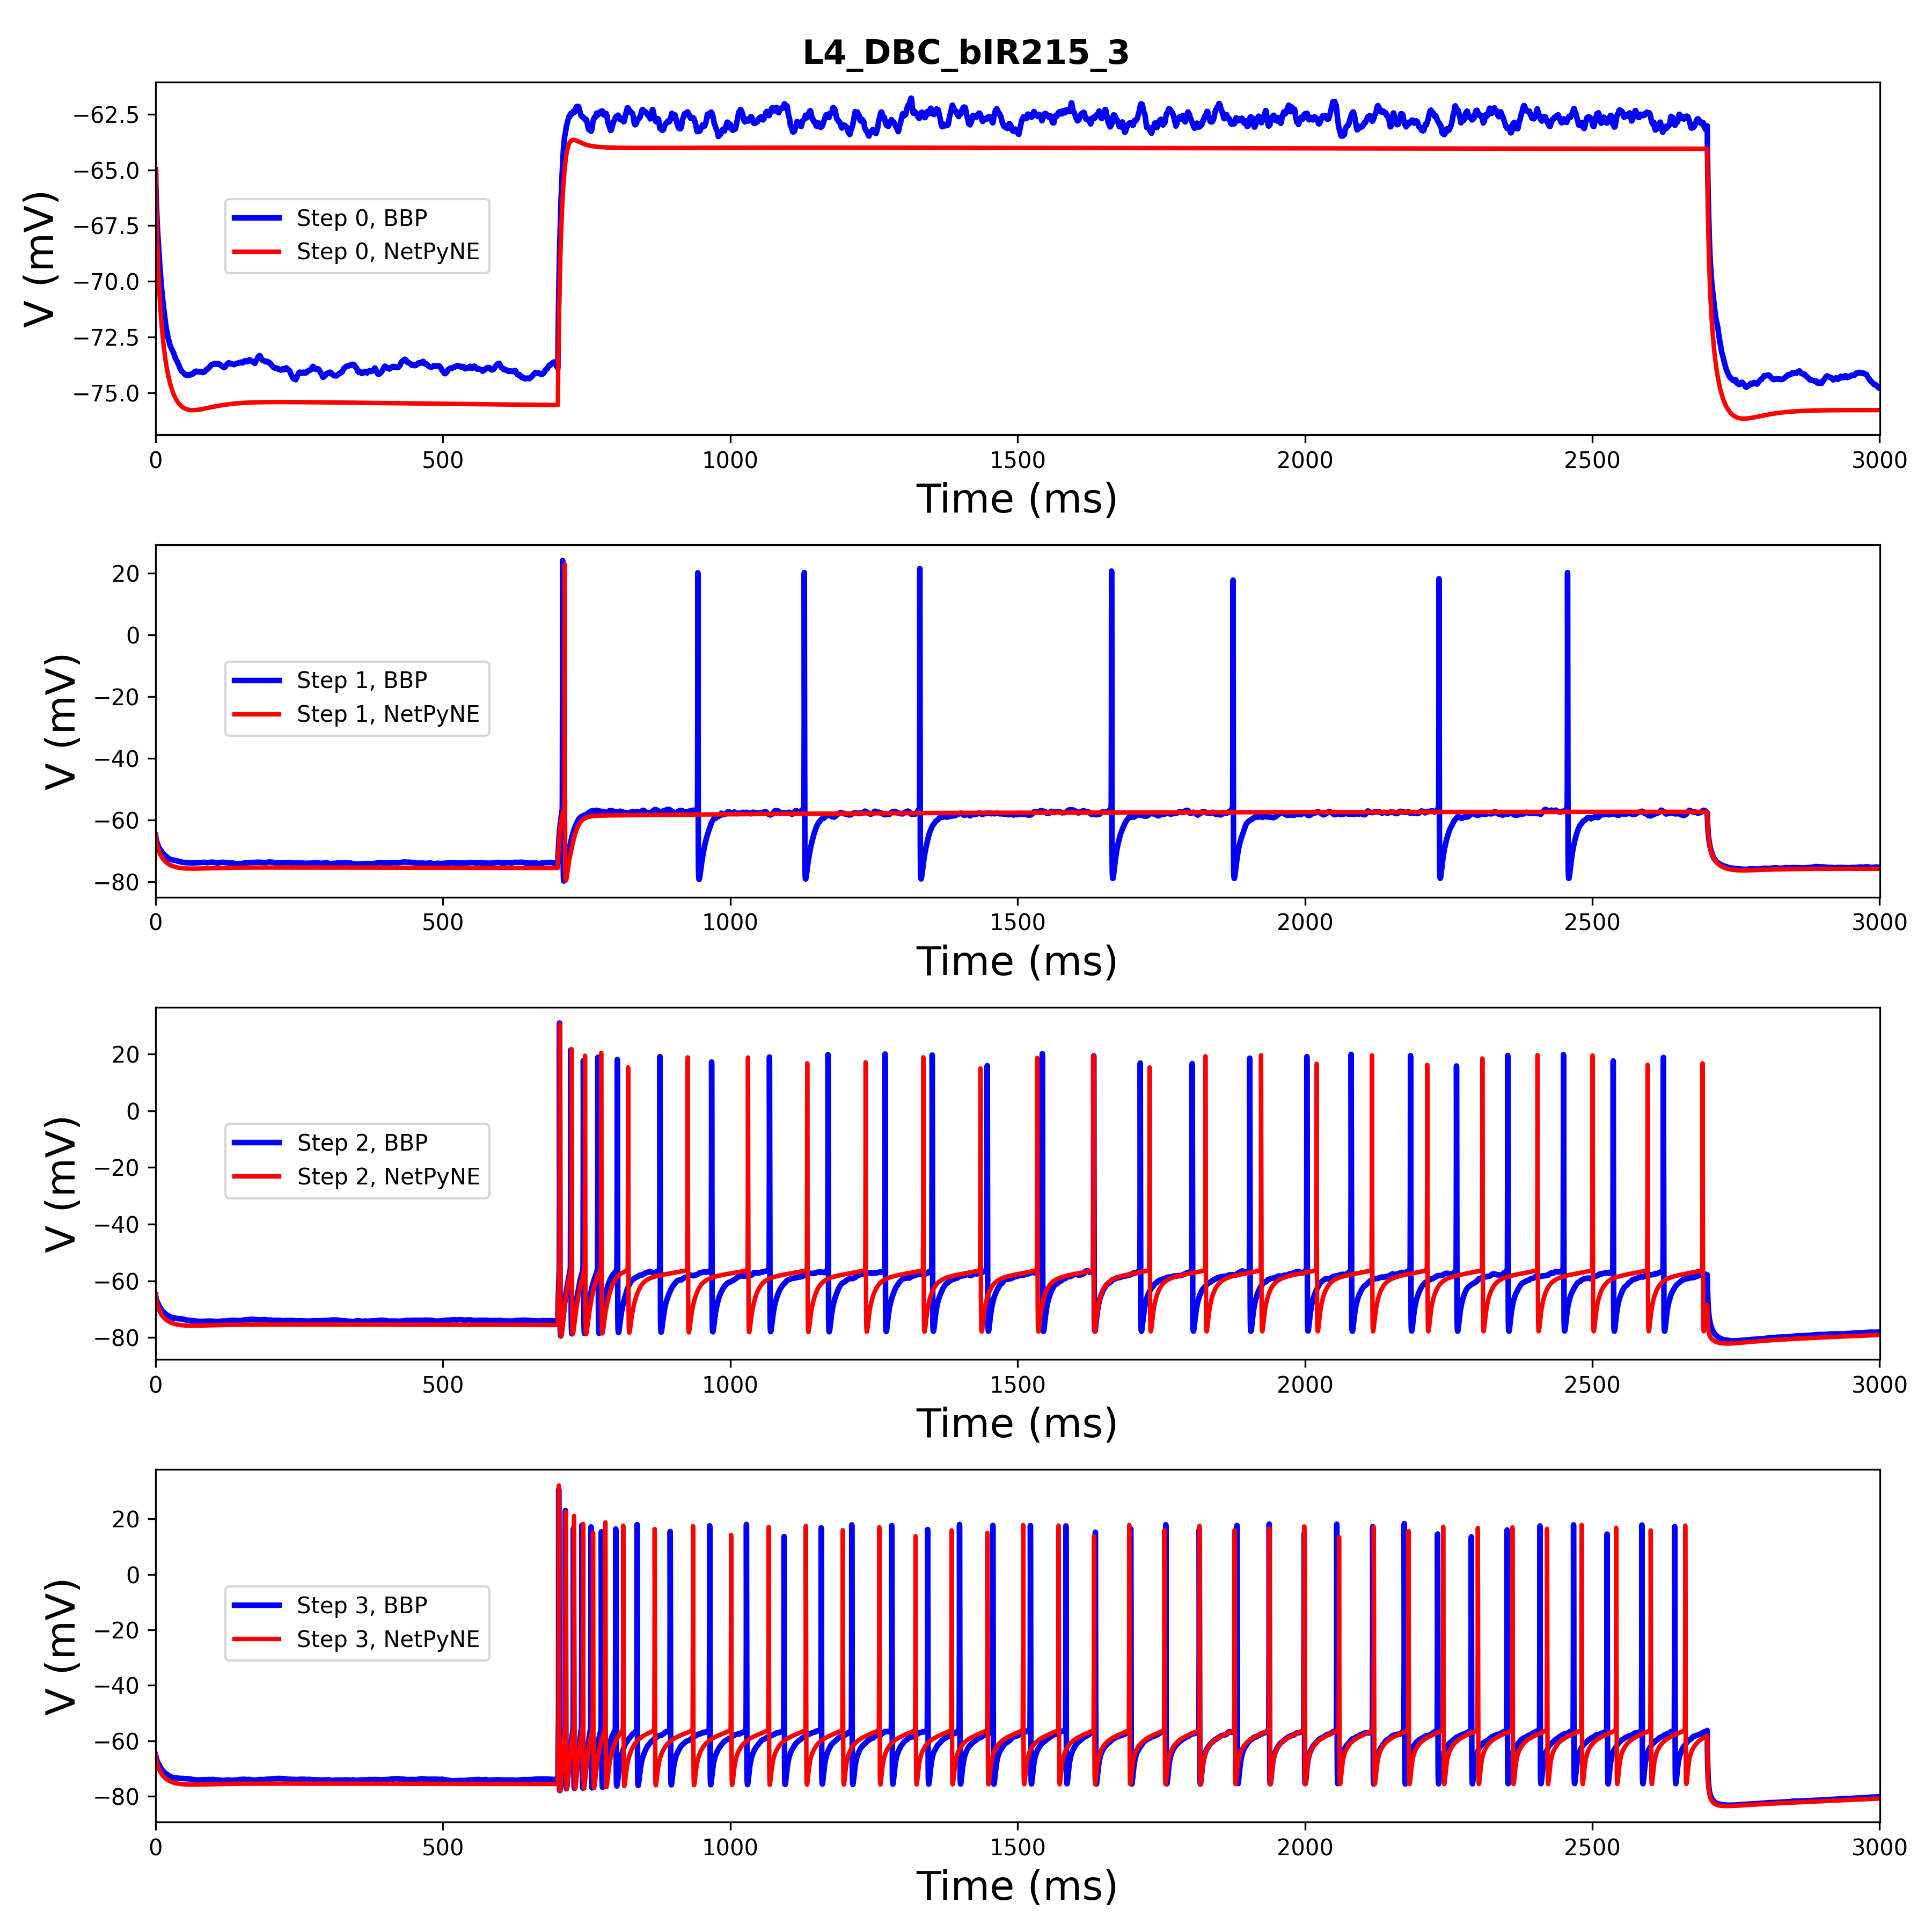 L4_DBC_bIR215_3
V (mV)
−62.5
−65.0
−67.5
−70.0
−72.5
−75.0
Step 0, BBP
Step 0, NetPyNE
0 500 1000 1500 2000 2500 3000
Time (ms)
V (mV)
20
0
−20
−40
−60
−80
Step 1, BBP
Step 1, NetPyNE
0 500 1000 1500 2000 2500 3000
Time (ms)
V (mV)
20
0
−20
−40
−60
−80
Step 2, BBP
Step 2, NetPyNE
0 500 1000 1500 2000 2500 3000
Time (ms)
V (mV)
20
0
−20
−40
−60
−80
Step 3, BBP
Step 3, NetPyNE
0 500 1000 1500 2000 2500 3000
Time (ms)